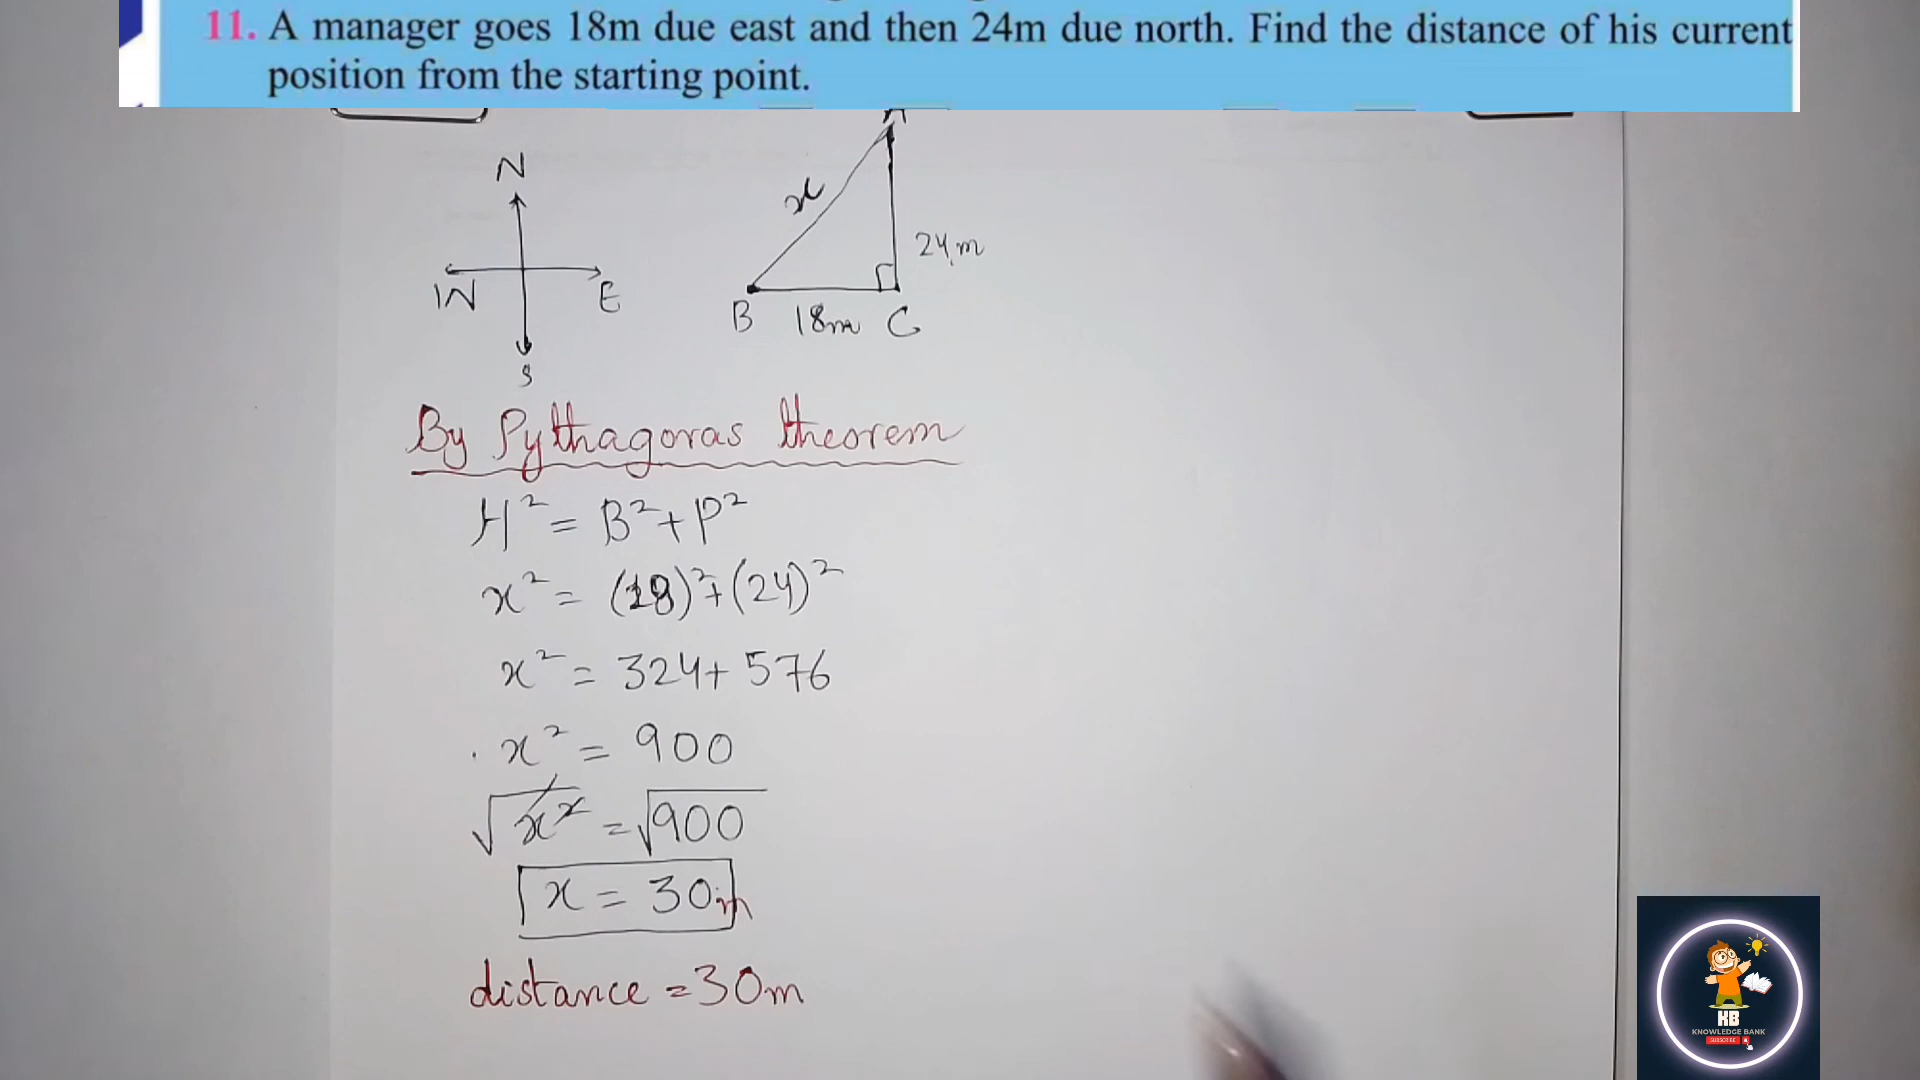 11. A manager goes 18m due east and then 24m due north. Find the distance of his current
position from the starting point.
N
W
E
S
A
x
24m
B 18m C
By Pythagoras theorem
H² = B² + P²
x² = (18)² + (24)²
x² = 324 + 576
x² = 900
√x² = √900
x = 30m
distance = 30m
KB
KNOWLEDGE BANK
SUBSCRIBE